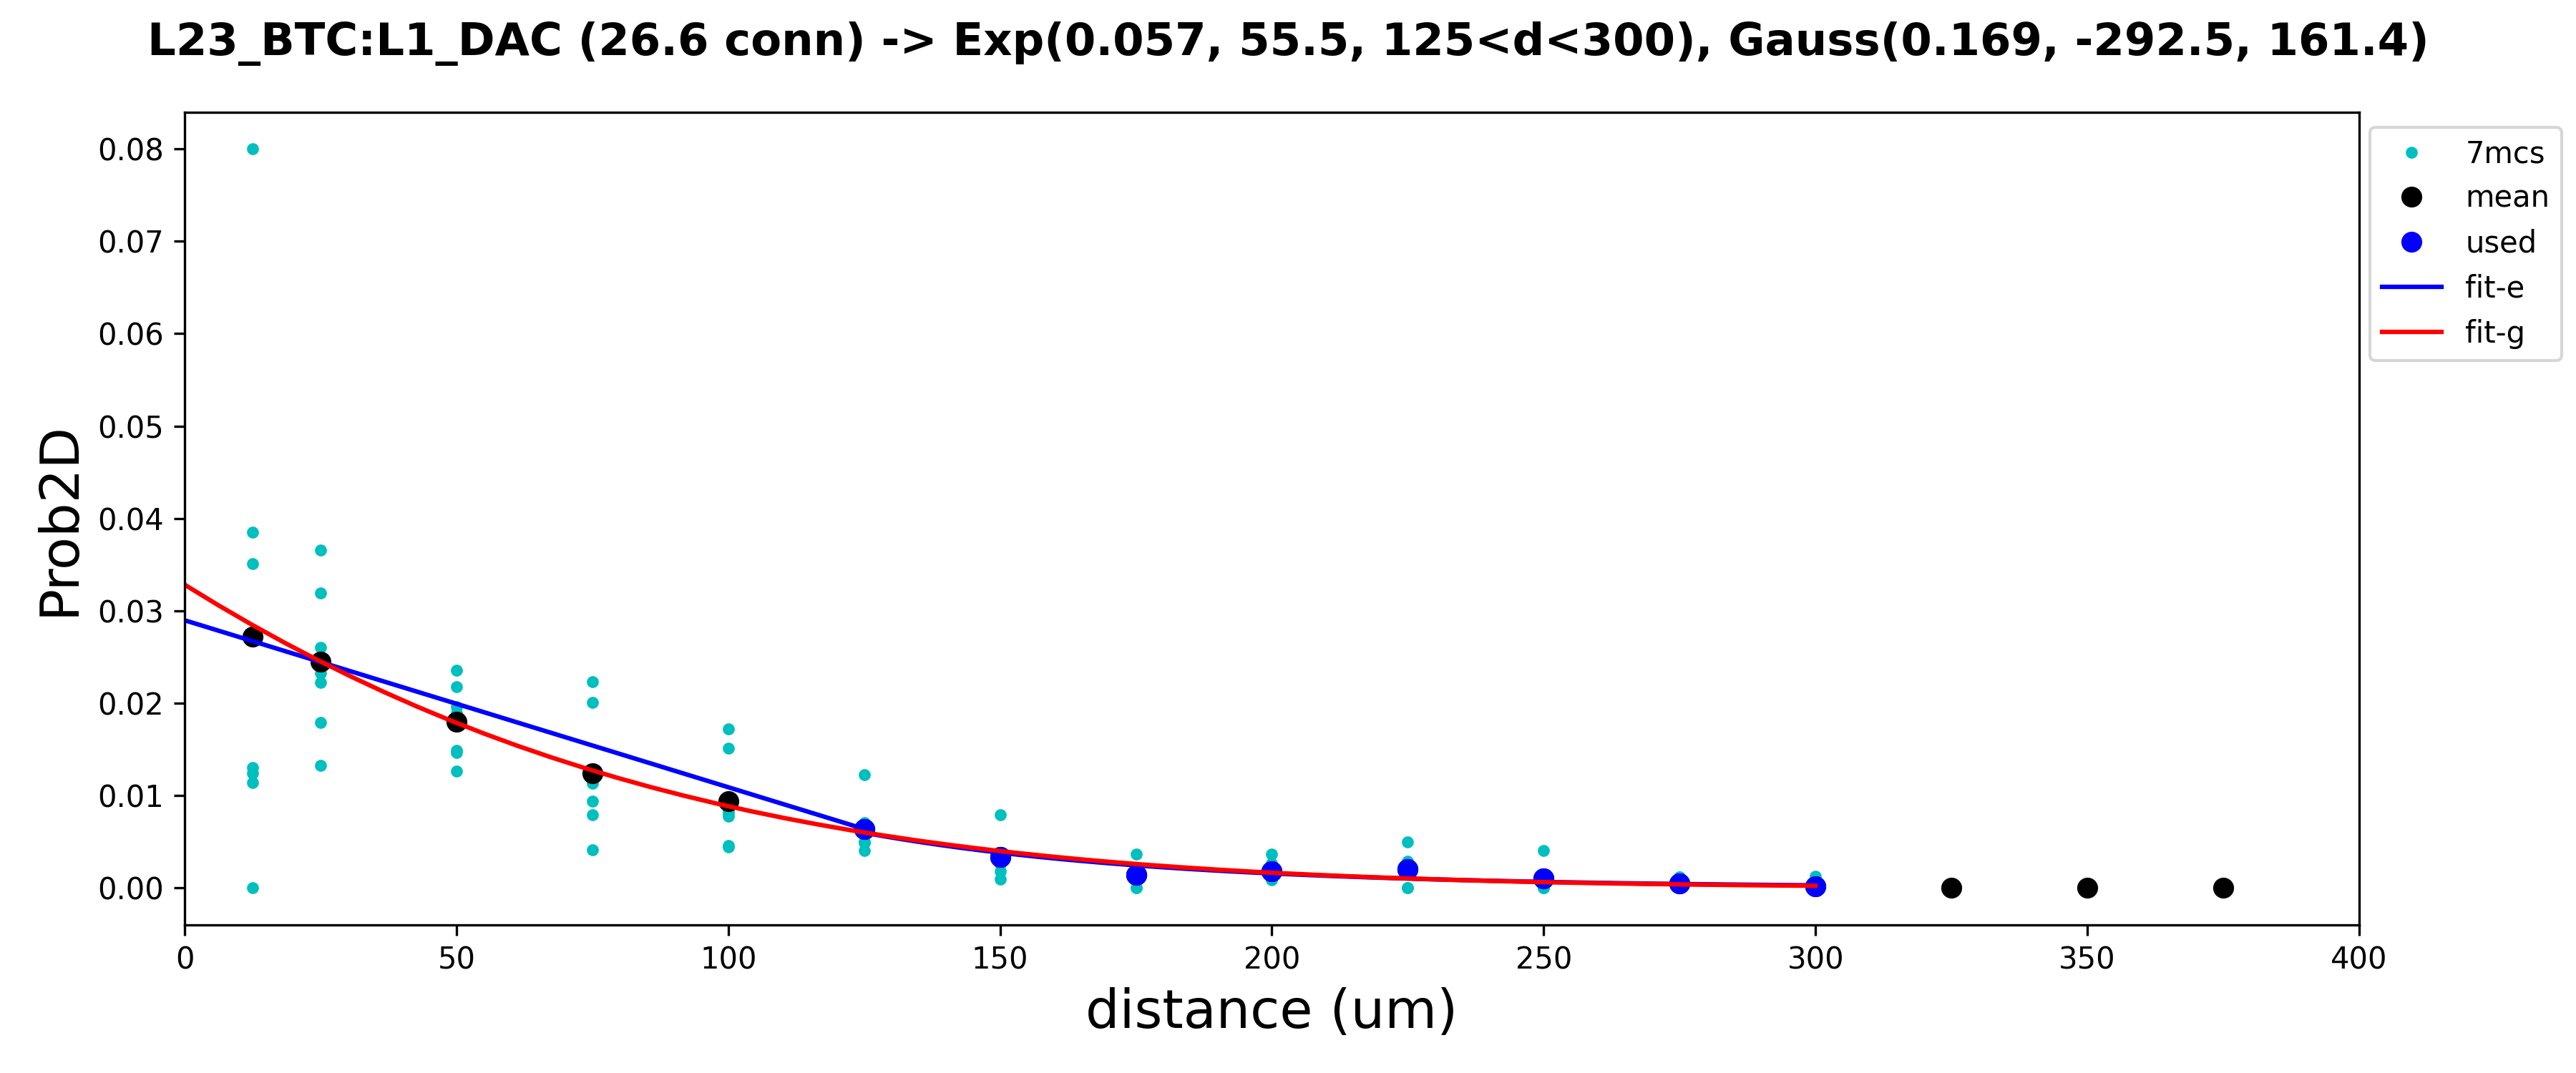 L23_BTC:L1_DAC (26.6 conn) -> Exp(0.057, 55.5, 125<d<300), Gauss(0.169, -292.5, 161.4)
0.08
0.07
0.06
0.05
0.04
0.03
0.02
0.01
0.00
Prob2D
0 50 100 150 200 250 300 350 400
distance (um)
7mcs
mean
used
fit-e
fit-g